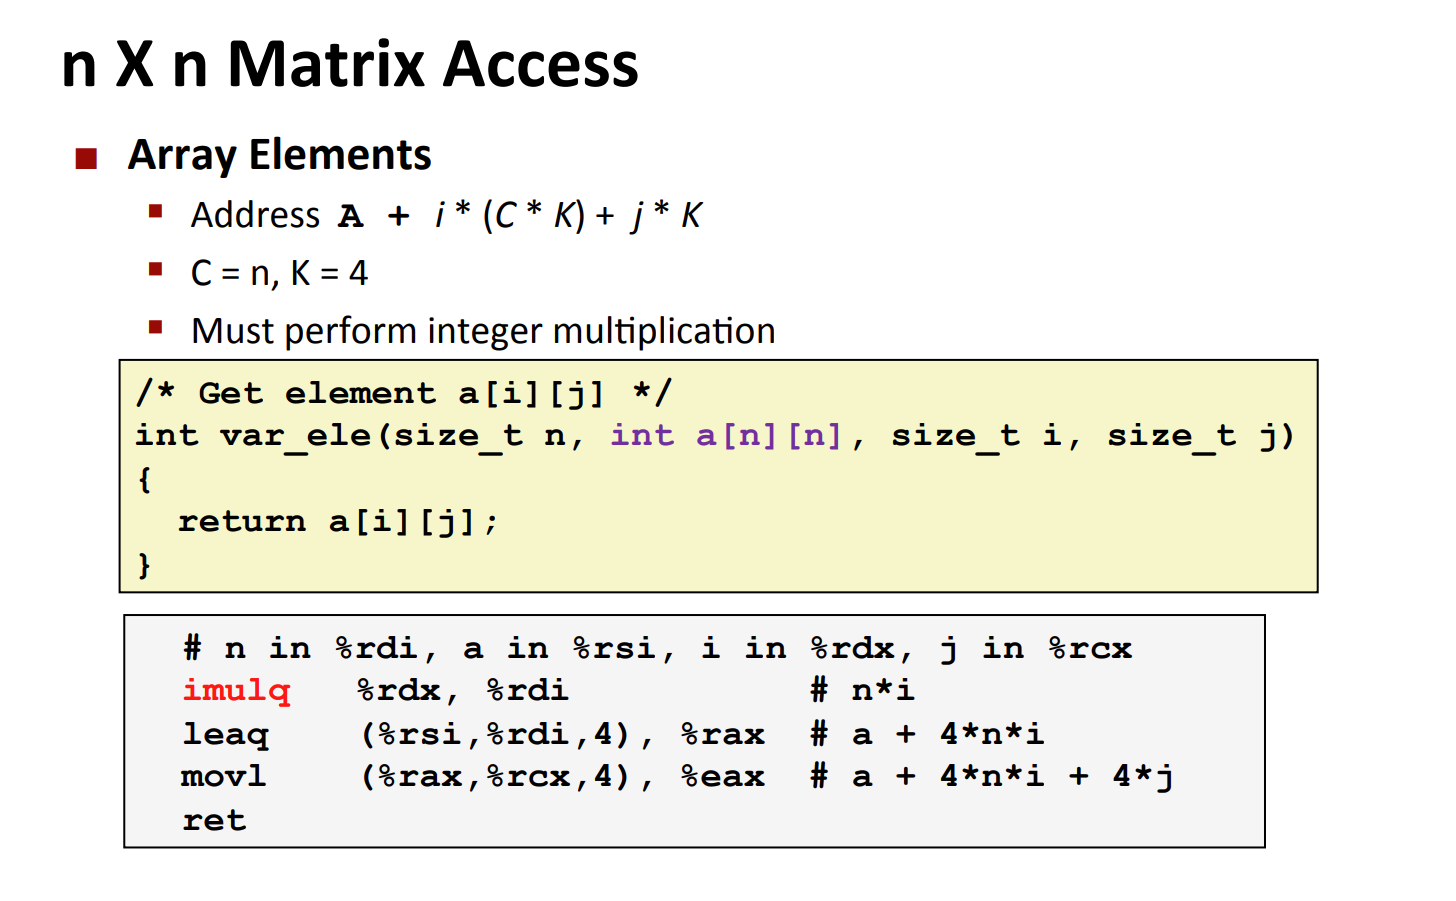 n X n Matrix Access
Array Elements
Address A + i * (C * K) + j * K
C = n, K = 4
Must perform integer multiplication
/* Get element a[i][j] */
int var_ele(size_t n, int a[n][n], size_t i, size_t j)
{
  return a[i][j];
}
# n in %rdi, a in %rsi, i in %rdx, j in %rcx
imulq   %rdx, %rdi           # n*i
leaq    (%rsi,%rdi,4), %rax  # a + 4*n*i
movl    (%rax,%rcx,4), %eax  # a + 4*n*i + 4*j
ret